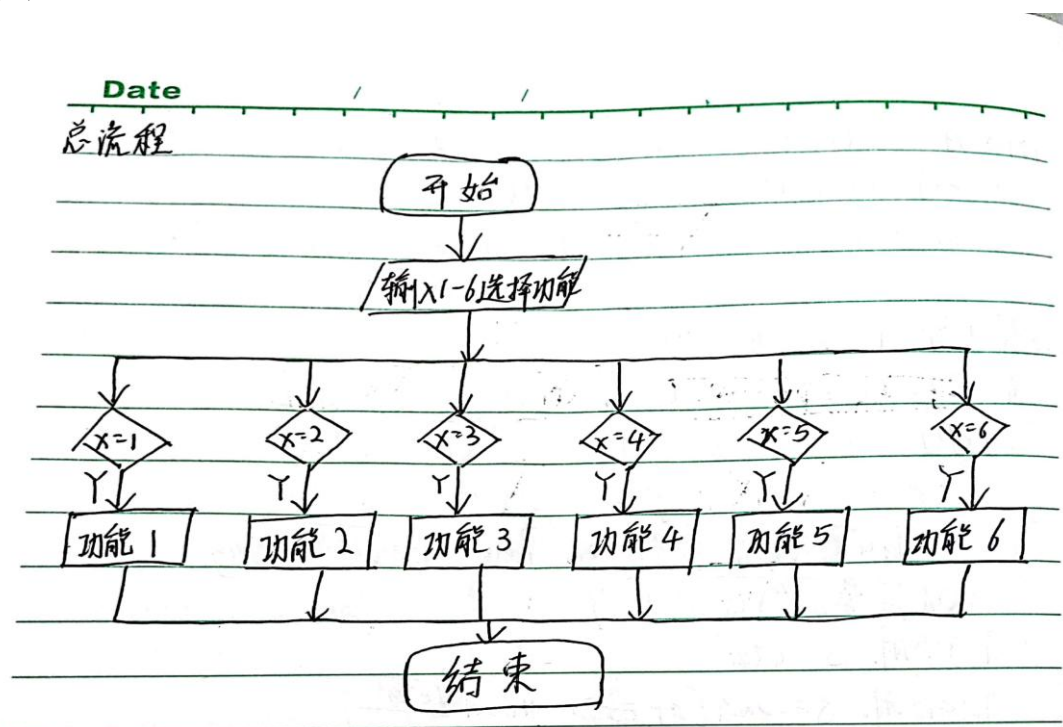 Date / /
总流程
开始
输入1-6选择功能
x=1 x=2 x=3 x=4 x=5 x=6
Y Y Y Y Y Y
功能1 功能2 功能3 功能4 功能5 功能6
结束